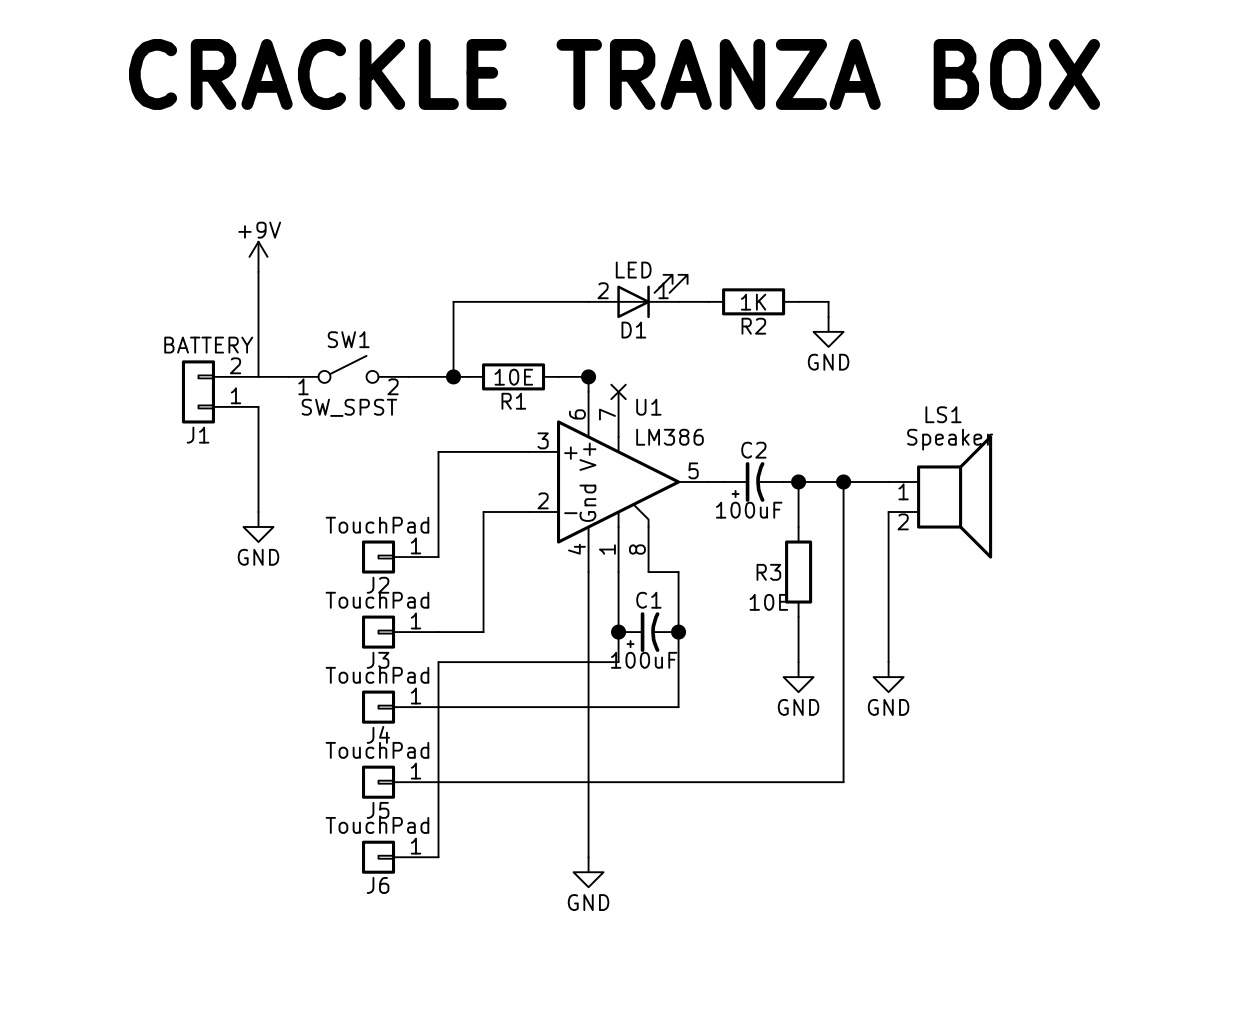 CRACKLE TRANZA BOX
+9V
LED
2
1
D1
1K
R2
GND
BATTERY
2
1
J1
SW1
1
2
SW_SPST
10E
R1
6
7
U1
LM386
3
+
V+
2
−
Gnd
5
4
1
8
C2
+
100uF
LS1
Speaker
1
2
GND
TouchPad
1
J2
TouchPad
1
J3
TouchPad
1
J4
TouchPad
1
J5
TouchPad
1
J6
C1
+
100uF
R3
10E
GND
GND
GND